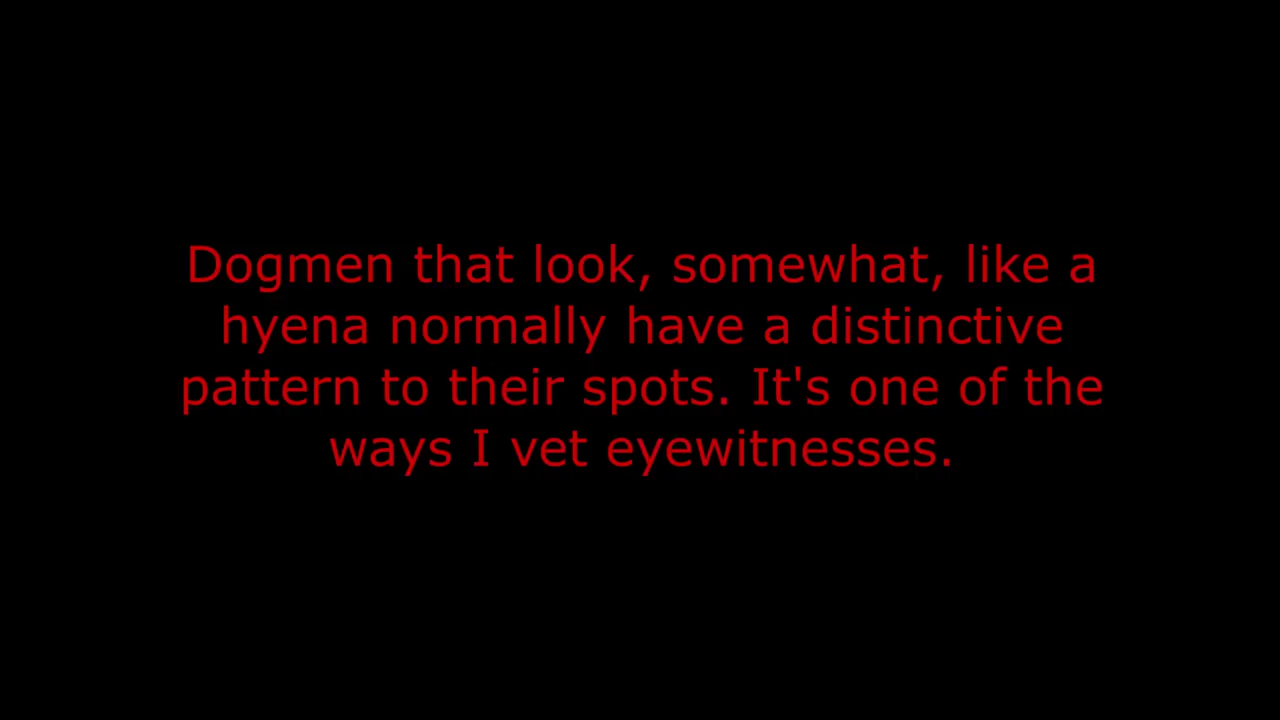 Dogmen that look, somewhat, like a
hyena normally have a distinctive
pattern to their spots. It's one of the
ways I vet eyewitnesses.